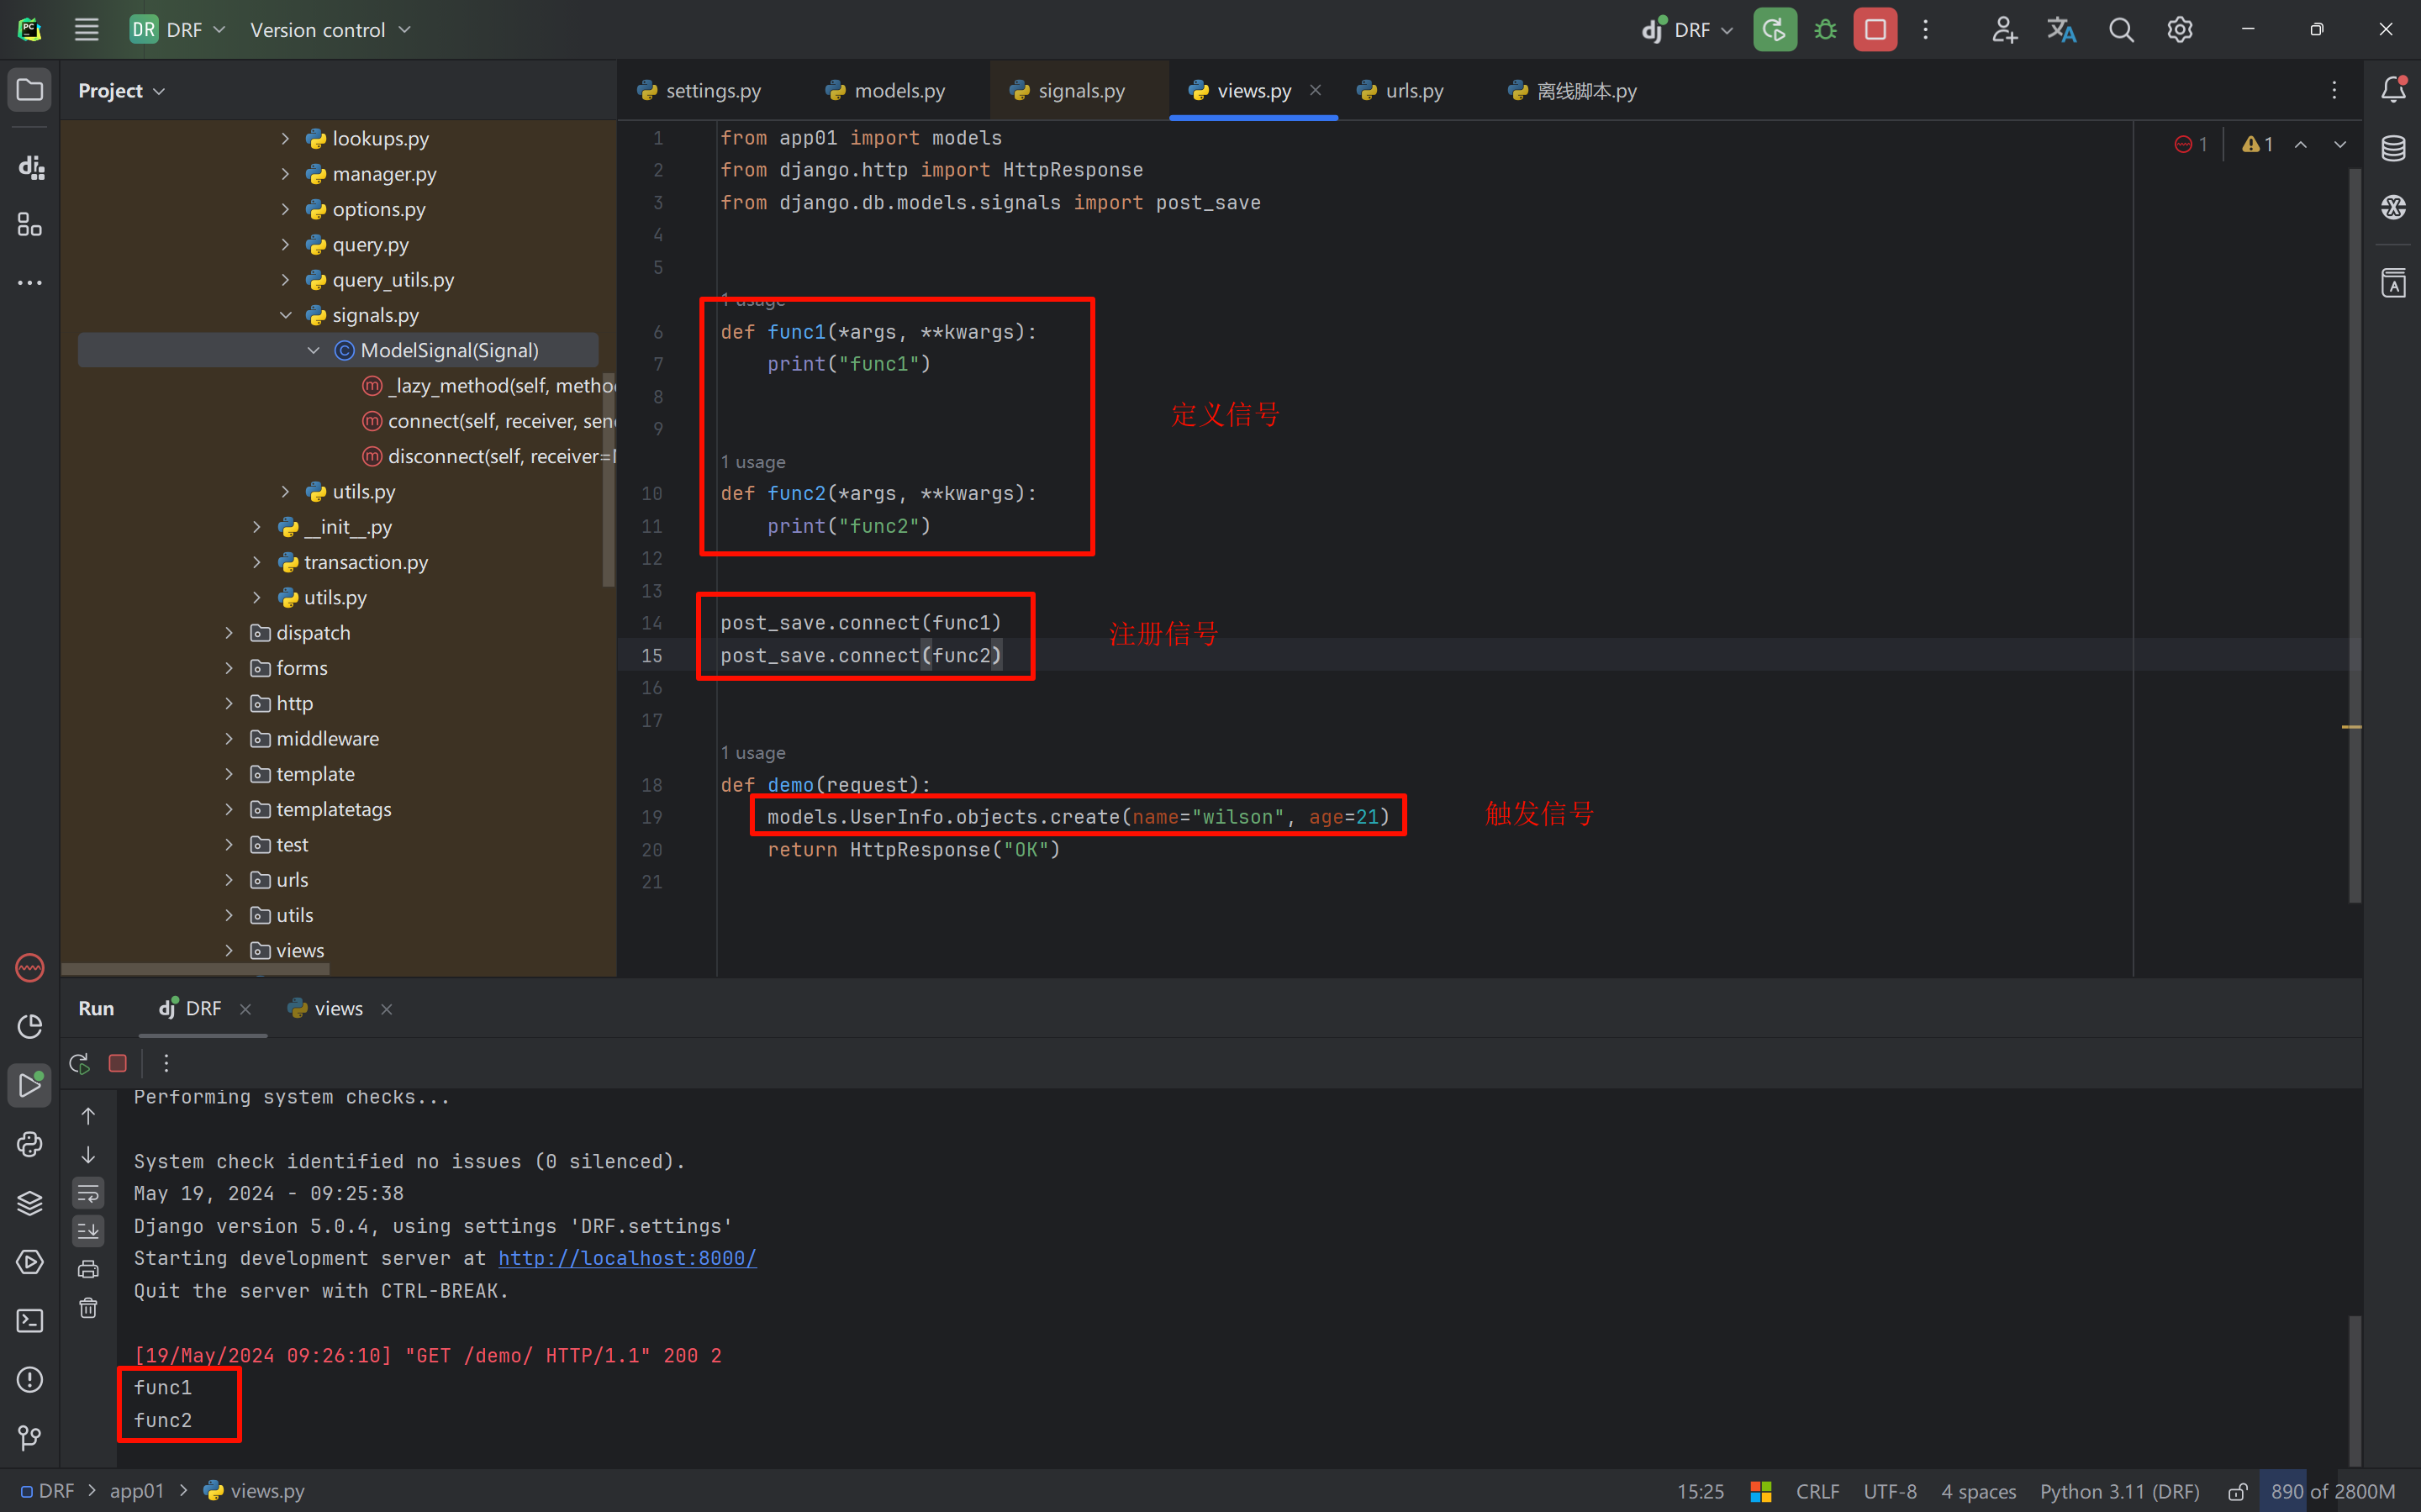 PC
DR DRF Version control
DRF
Project
settings.py
models.py
signals.py
views.py
urls.py
离线脚本.py
lookups.py
manager.py
options.py
query.py
query_utils.py
signals.py
ModelSignal(Signal)
_lazy_method(self, metho
connect(self, receiver, sen
disconnect(self, receiver=
utils.py
__init__.py
transaction.py
utils.py
dispatch
forms
http
middleware
template
templatetags
test
urls
utils
views
1 1
1 from app01 import models
2 from django.http import HttpResponse
3 from django.db.models.signals import post_save
4
5
1 usage
6 def func1(*args, **kwargs):
7 print("func1")
8
定义信号
9
1 usage
10 def func2(*args, **kwargs):
11 print("func2")
12
13
14 post_save.connect(func1)
注册信号
15 post_save.connect(func2)
16
17
1 usage
18 def demo(request):
19 models.UserInfo.objects.create(name="wilson", age=21)
触发信号
20 return HttpResponse("OK")
21
Run DRF views
Performing system checks...
System check identified no issues (0 silenced).
May 19, 2024 - 09:25:38
Django version 5.0.4, using settings 'DRF.settings'
Starting development server at http://localhost:8000/
Quit the server with CTRL-BREAK.
[19/May/2024 09:26:10] "GET /demo/ HTTP/1.1" 200 2
func1
func2
DRF > app01 > views.py
15:25 CRLF UTF-8 4 spaces Python 3.11 (DRF) 890 of 2800M